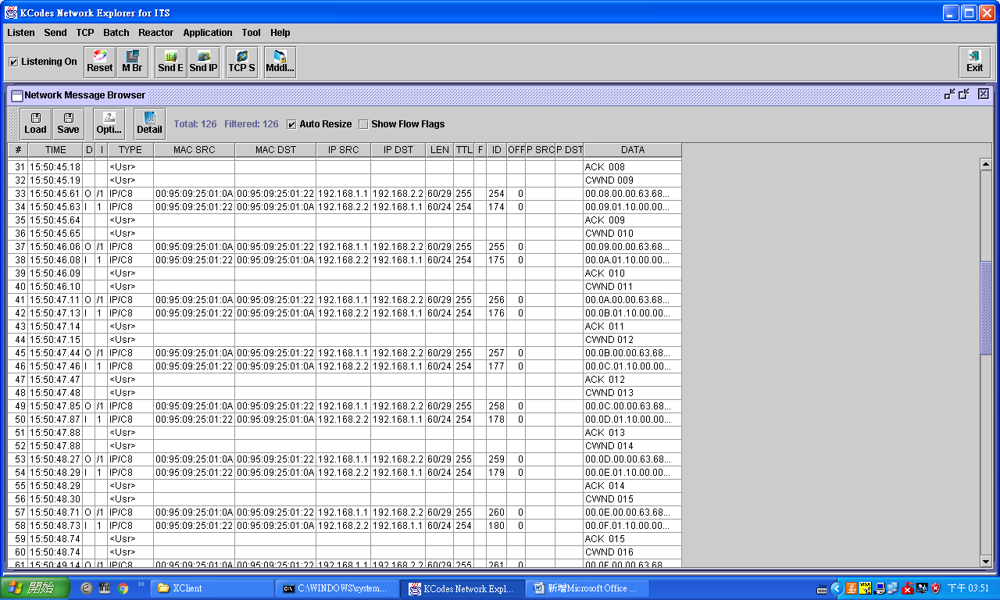 KCodes Network Explorer for ITS
Listen Send TCP Batch Reactor Application Tool Help
Listening On Reset M Br Snd E Snd IP TCP S Mddl... Exit
Network Message Browser
Load Save Opti... Detail Total: 126 Filtered: 126 Auto Resize Show Flow Flags
# TIME D I TYPE MAC SRC MAC DST IP SRC IP DST LEN TTL F ID OFF P SRC P DST DATA
31 15:50:45.18 <Usr> ACK 008
32 15:50:45.19 <Usr> CWND 009
33 15:50:45.61 O /1 IP/C8 00:95:09:25:01:0A 00:95:09:25:01:22 192.168.1.1 192.168.2.2 60/29 255 254 0 00.08.00.00.63.68...
34 15:50:45.63 I 1 IP/C8 00:95:09:25:01:22 00:95:09:25:01:0A 192.168.2.2 192.168.1.1 60/24 254 174 0 00.09.01.10.00.00...
35 15:50:45.64 <Usr> ACK 009
36 15:50:45.65 <Usr> CWND 010
37 15:50:46.06 O /1 IP/C8 00:95:09:25:01:0A 00:95:09:25:01:22 192.168.1.1 192.168.2.2 60/29 255 255 0 00.09.00.00.63.68...
38 15:50:46.08 I 1 IP/C8 00:95:09:25:01:22 00:95:09:25:01:0A 192.168.2.2 192.168.1.1 60/24 254 175 0 00.0A.01.10.00.00...
39 15:50:46.09 <Usr> ACK 010
40 15:50:46.10 <Usr> CWND 011
41 15:50:47.11 O /1 IP/C8 00:95:09:25:01:0A 00:95:09:25:01:22 192.168.1.1 192.168.2.2 60/29 255 256 0 00.0A.00.00.63.68...
42 15:50:47.13 I 1 IP/C8 00:95:09:25:01:22 00:95:09:25:01:0A 192.168.2.2 192.168.1.1 60/24 254 176 0 00.0B.01.10.00.00...
43 15:50:47.14 <Usr> ACK 011
44 15:50:47.15 <Usr> CWND 012
45 15:50:47.44 O /1 IP/C8 00:95:09:25:01:0A 00:95:09:25:01:22 192.168.1.1 192.168.2.2 60/29 255 257 0 00.0B.00.00.63.68...
46 15:50:47.46 I 1 IP/C8 00:95:09:25:01:22 00:95:09:25:01:0A 192.168.2.2 192.168.1.1 60/24 254 177 0 00.0C.01.10.00.00...
47 15:50:47.47 <Usr> ACK 012
48 15:50:47.48 <Usr> CWND 013
49 15:50:47.85 O /1 IP/C8 00:95:09:25:01:0A 00:95:09:25:01:22 192.168.1.1 192.168.2.2 60/29 255 258 0 00.0C.00.00.63.68...
50 15:50:47.87 I 1 IP/C8 00:95:09:25:01:22 00:95:09:25:01:0A 192.168.2.2 192.168.1.1 60/24 254 178 0 00.0D.01.10.00.00...
51 15:50:47.88 <Usr> ACK 013
52 15:50:47.88 <Usr> CWND 014
53 15:50:48.27 O /1 IP/C8 00:95:09:25:01:0A 00:95:09:25:01:22 192.168.1.1 192.168.2.2 60/29 255 259 0 00.0D.00.00.63.68...
54 15:50:48.29 I 1 IP/C8 00:95:09:25:01:22 00:95:09:25:01:0A 192.168.2.2 192.168.1.1 60/24 254 179 0 00.0E.01.10.00.00...
55 15:50:48.29 <Usr> ACK 014
56 15:50:48.30 <Usr> CWND 015
57 15:50:48.71 O /1 IP/C8 00:95:09:25:01:0A 00:95:09:25:01:22 192.168.1.1 192.168.2.2 60/29 255 260 0 00.0E.00.00.63.68...
58 15:50:48.73 I 1 IP/C8 00:95:09:25:01:22 00:95:09:25:01:0A 192.168.2.2 192.168.1.1 60/24 254 180 0 00.0F.01.10.00.00...
59 15:50:48.74 <Usr> ACK 015
60 15:50:48.74 <Usr> CWND 016
61 15:50:49.14 O /1 IP/C8 00:95:09:25:01:0A 00:95:09:25:01:22 192.168.1.1 192.168.2.2 60/29 255 261 0 00.0F.00.00.63.68...
開始 XClient C:\WINDOWS\system... KCodes Network Expl... 新增Microsoft Office ... 下午 03:51